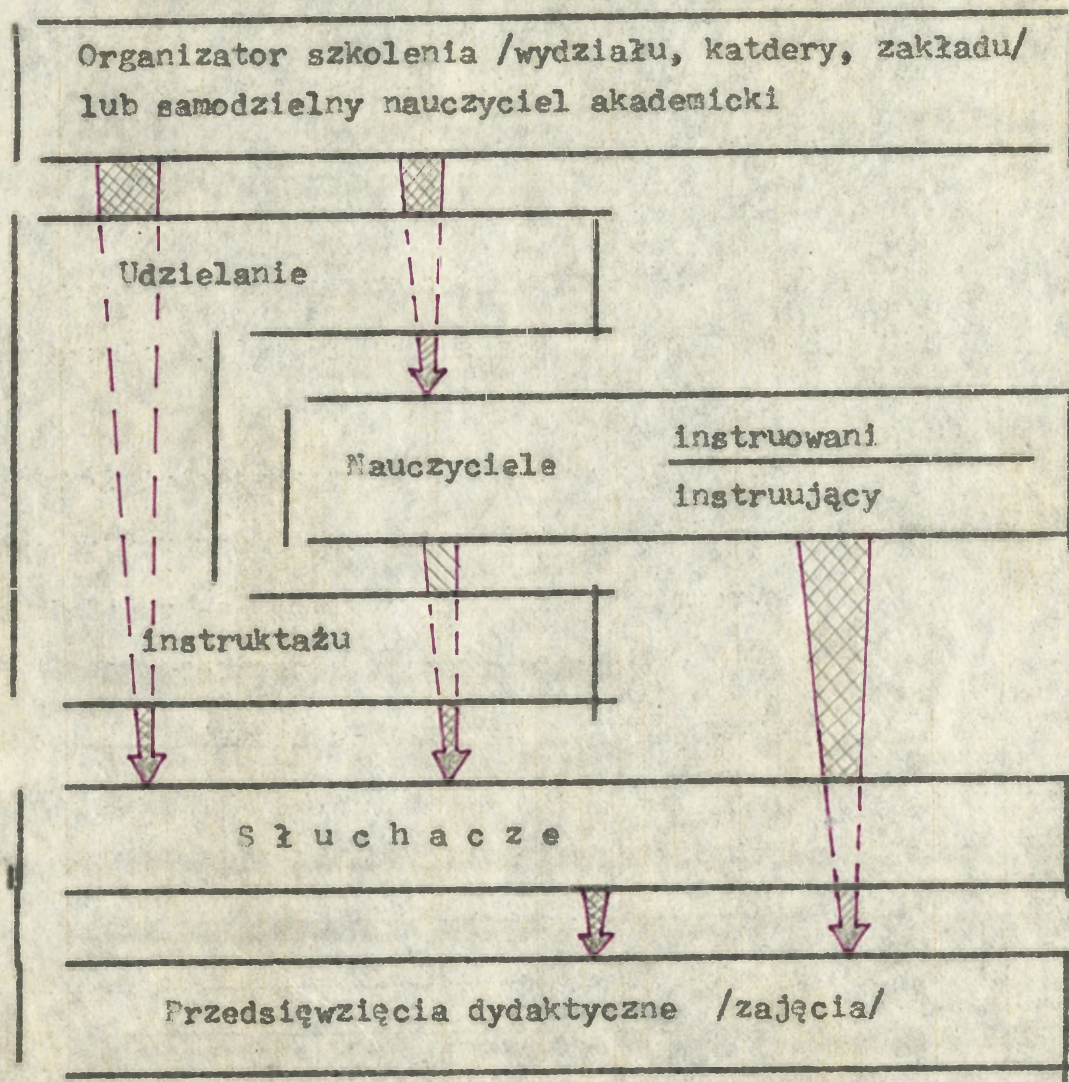 Organizator szkolenia /wydziału, katdery, zakładu/
lub samodzielny nauczyciel akademicki
Udzielanie
Nauczyciele
instruowani
instruujący
instruktażu
S ł u c h a c z e
Przedsięwzięcia dydaktyczne /zajęcia/